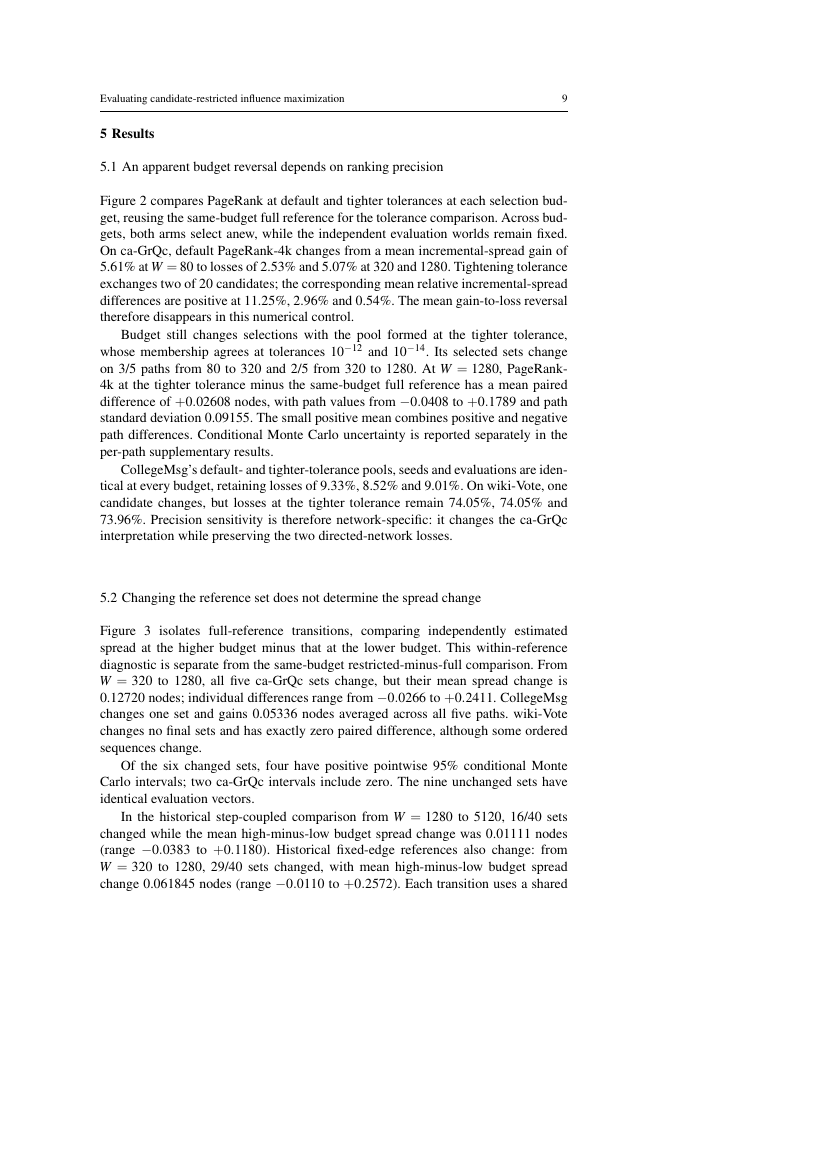 Evaluating candidate-restricted influence maximization 9
5 Results
5.1 An apparent budget reversal depends on ranking precision
Figure 2 compares PageRank at default and tighter tolerances at each selection bud-
get, reusing the same-budget full reference for the tolerance comparison. Across bud-
gets, both arms select anew, while the independent evaluation worlds remain fixed.
On ca-GrQc, default PageRank-4k changes from a mean incremental-spread gain of
5.61% at W = 80 to losses of 2.53% and 5.07% at 320 and 1280. Tightening tolerance
exchanges two of 20 candidates; the corresponding mean relative incremental-spread
differences are positive at 11.25%, 2.96% and 0.54%. The mean gain-to-loss reversal
therefore disappears in this numerical control.
Budget still changes selections with the pool formed at the tighter tolerance,
whose membership agrees at tolerances 10⁻¹² and 10⁻¹⁴. Its selected sets change
on 3/5 paths from 80 to 320 and 2/5 from 320 to 1280. At W = 1280, PageRank-
4k at the tighter tolerance minus the same-budget full reference has a mean paired
difference of +0.02608 nodes, with path values from −0.0408 to +0.1789 and path
standard deviation 0.09155. The small positive mean combines positive and negative
path differences. Conditional Monte Carlo uncertainty is reported separately in the
per-path supplementary results.
CollegeMsg's default- and tighter-tolerance pools, seeds and evaluations are iden-
tical at every budget, retaining losses of 9.33%, 8.52% and 9.01%. On wiki-Vote, one
candidate changes, but losses at the tighter tolerance remain 74.05%, 74.05% and
73.96%. Precision sensitivity is therefore network-specific: it changes the ca-GrQc
interpretation while preserving the two directed-network losses.
5.2 Changing the reference set does not determine the spread change
Figure 3 isolates full-reference transitions, comparing independently estimated
spread at the higher budget minus that at the lower budget. This within-reference
diagnostic is separate from the same-budget restricted-minus-full comparison. From
W = 320 to 1280, all five ca-GrQc sets change, but their mean spread change is
0.12720 nodes; individual differences range from −0.0266 to +0.2411. CollegeMsg
changes one set and gains 0.05336 nodes averaged across all five paths. wiki-Vote
changes no final sets and has exactly zero paired difference, although some ordered
sequences change.
Of the six changed sets, four have positive pointwise 95% conditional Monte
Carlo intervals; two ca-GrQc intervals include zero. The nine unchanged sets have
identical evaluation vectors.
In the historical step-coupled comparison from W = 1280 to 5120, 16/40 sets
changed while the mean high-minus-low budget spread change was 0.01111 nodes
(range −0.0383 to +0.1180). Historical fixed-edge references also change: from
W = 320 to 1280, 29/40 sets changed, with mean high-minus-low budget spread
change 0.061845 nodes (range −0.0110 to +0.2572). Each transition uses a shared